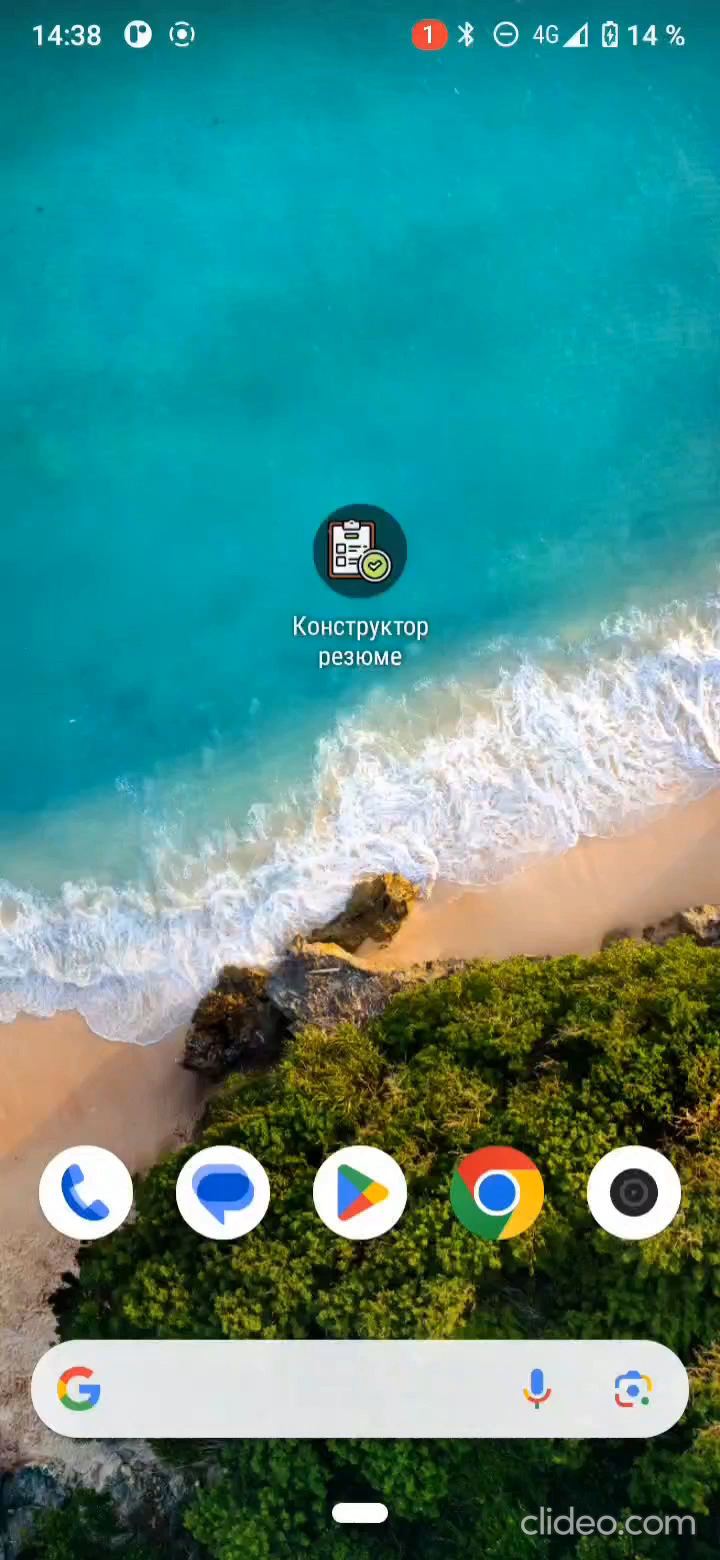 14:38
1
4G
14 %
Конструктор
резюме
clideo.com